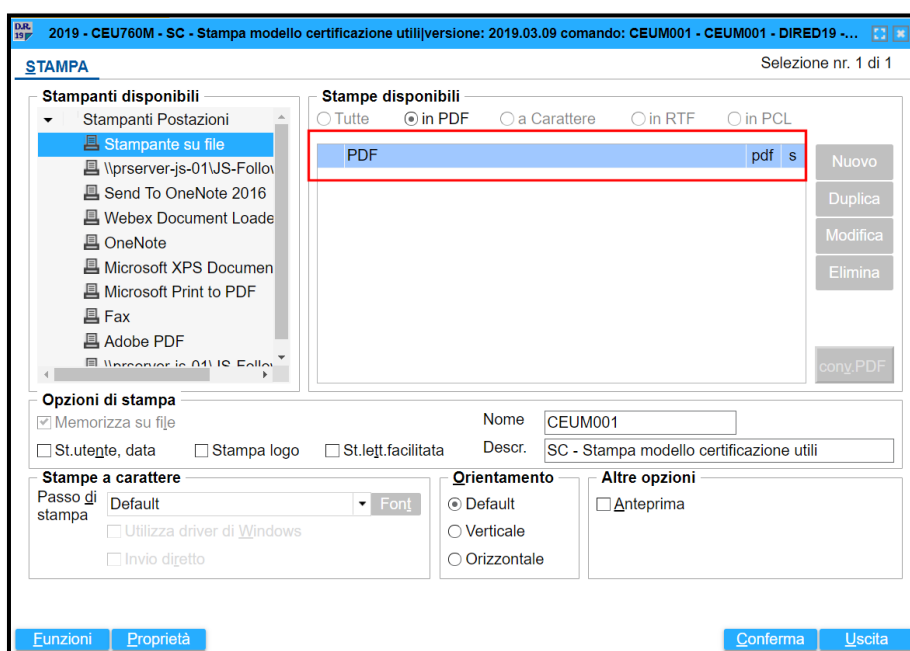 D.R.
19
2019 - CEU760M - SC - Stampa modello certificazione utili|versione: 2019.03.09 comando: CEUM001 - CEUM001 - DIRED19 -...
STAMPA
Selezione nr. 1 di 1
Stampanti disponibili
Stampanti Postazioni
Stampante su file
\\prserver-js-01\JS-Follov
Send To OneNote 2016
Webex Document Loade
OneNote
Microsoft XPS Documen
Microsoft Print to PDF
Fax
Adobe PDF
Stampe disponibili
Tutte in PDF a Carattere in RTF in PCL
PDF pdf s
Nuovo
Duplica
Modifica
Elimina
conv.PDF
Opzioni di stampa
Memorizza su file
Nome CEUM001
St.utente, data Stampa logo St.lett.facilitata
Descr. SC - Stampa modello certificazione utili
Stampe a carattere
Passo di stampa
Default
Font
Utilizza driver di Windows
Invio diretto
Orientamento
Default
Verticale
Orizzontale
Altre opzioni
Anteprima
Funzioni Proprietà Conferma Uscita